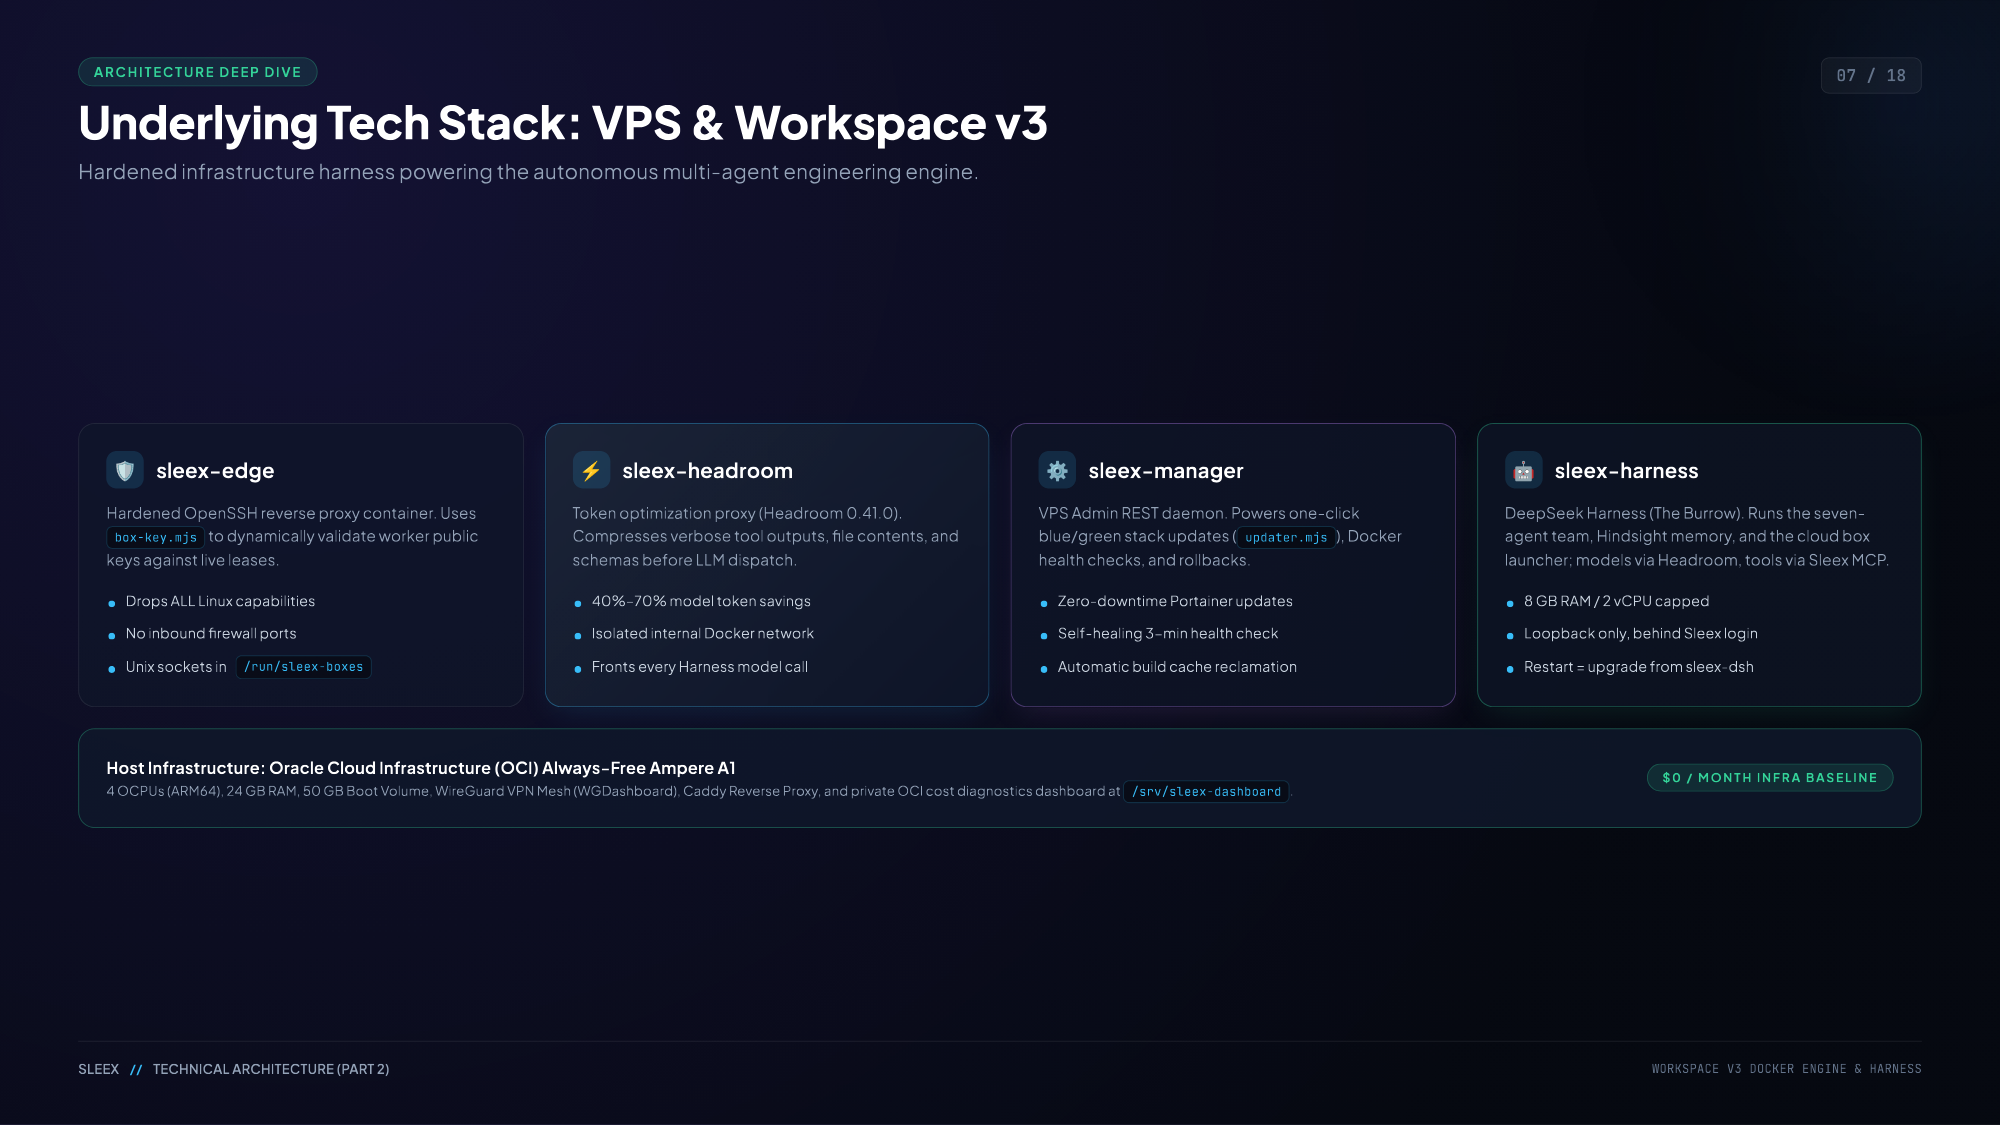 ARCHITECTURE DEEP DIVE
07 / 18
Underlying Tech Stack: VPS & Workspace v3
Hardened infrastructure harness powering the autonomous multi-agent engineering engine.
sleex-edge
Hardened OpenSSH reverse proxy container. Uses
box-key.mjs to dynamically validate worker public
keys against live leases.
Drops ALL Linux capabilities
No inbound firewall ports
Unix sockets in /run/sleex-boxes
sleex-headroom
Token optimization proxy (Headroom 0.41.0).
Compresses verbose tool outputs, file contents, and
schemas before LLM dispatch.
40%–70% model token savings
Isolated internal Docker network
Fronts every Harness model call
sleex-manager
VPS Admin REST daemon. Powers one-click
blue/green stack updates (updater.mjs), Docker
health checks, and rollbacks.
Zero-downtime Portainer updates
Self-healing 3-min health check
Automatic build cache reclamation
sleex-harness
DeepSeek Harness (The Burrow). Runs the seven-
agent team, Hindsight memory, and the cloud box
launcher; models via Headroom, tools via Sleex MCP.
8 GB RAM / 2 vCPU capped
Loopback only, behind Sleex login
Restart = upgrade from sleex-dsh
Host Infrastructure: Oracle Cloud Infrastructure (OCI) Always-Free Ampere A1
4 OCPUs (ARM64), 24 GB RAM, 50 GB Boot Volume, WireGuard VPN Mesh (WGDashboard), Caddy Reverse Proxy, and private OCI cost diagnostics dashboard at /srv/sleex-dashboard.
$0 / MONTH INFRA BASELINE
SLEEX // TECHNICAL ARCHITECTURE (PART 2)
WORKSPACE V3 DOCKER ENGINE & HARNESS